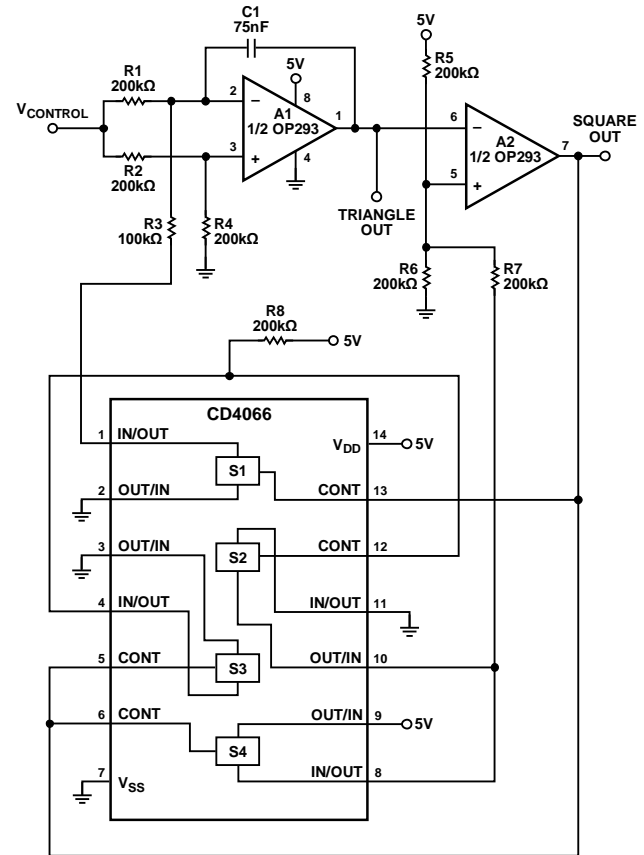 C1
75nF
5V
5V
R5
200kΩ
R1
200kΩ
VCONTROL
2
8
A1
1/2 OP293
1
6
A2
1/2 OP293
7
SQUARE
OUT
−
−
3
+
4
5
+
R2
200kΩ
R3
100kΩ
R4
200kΩ
TRIANGLE
OUT
R6
200kΩ
R7
200kΩ
R8
200kΩ
5V
CD4066
1
IN/OUT
S1
VDD
14
5V
2
OUT/IN
CONT
13
3
OUT/IN
S2
CONT
12
4
IN/OUT
IN/OUT
11
5
CONT
S3
OUT/IN
10
6
CONT
S4
OUT/IN
9
5V
7
VSS
IN/OUT
8